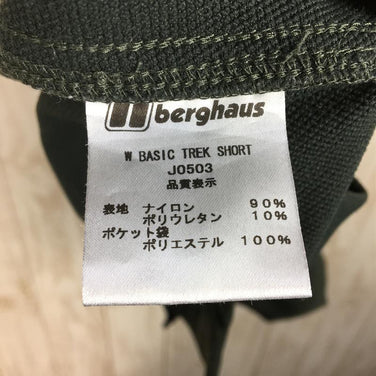 berghaus
W BASIC TREK SHORT
J0503
品質表示
表地 ナイロン 90%
ポリウレタン 10%
ポケット袋
ポリエステル 100%